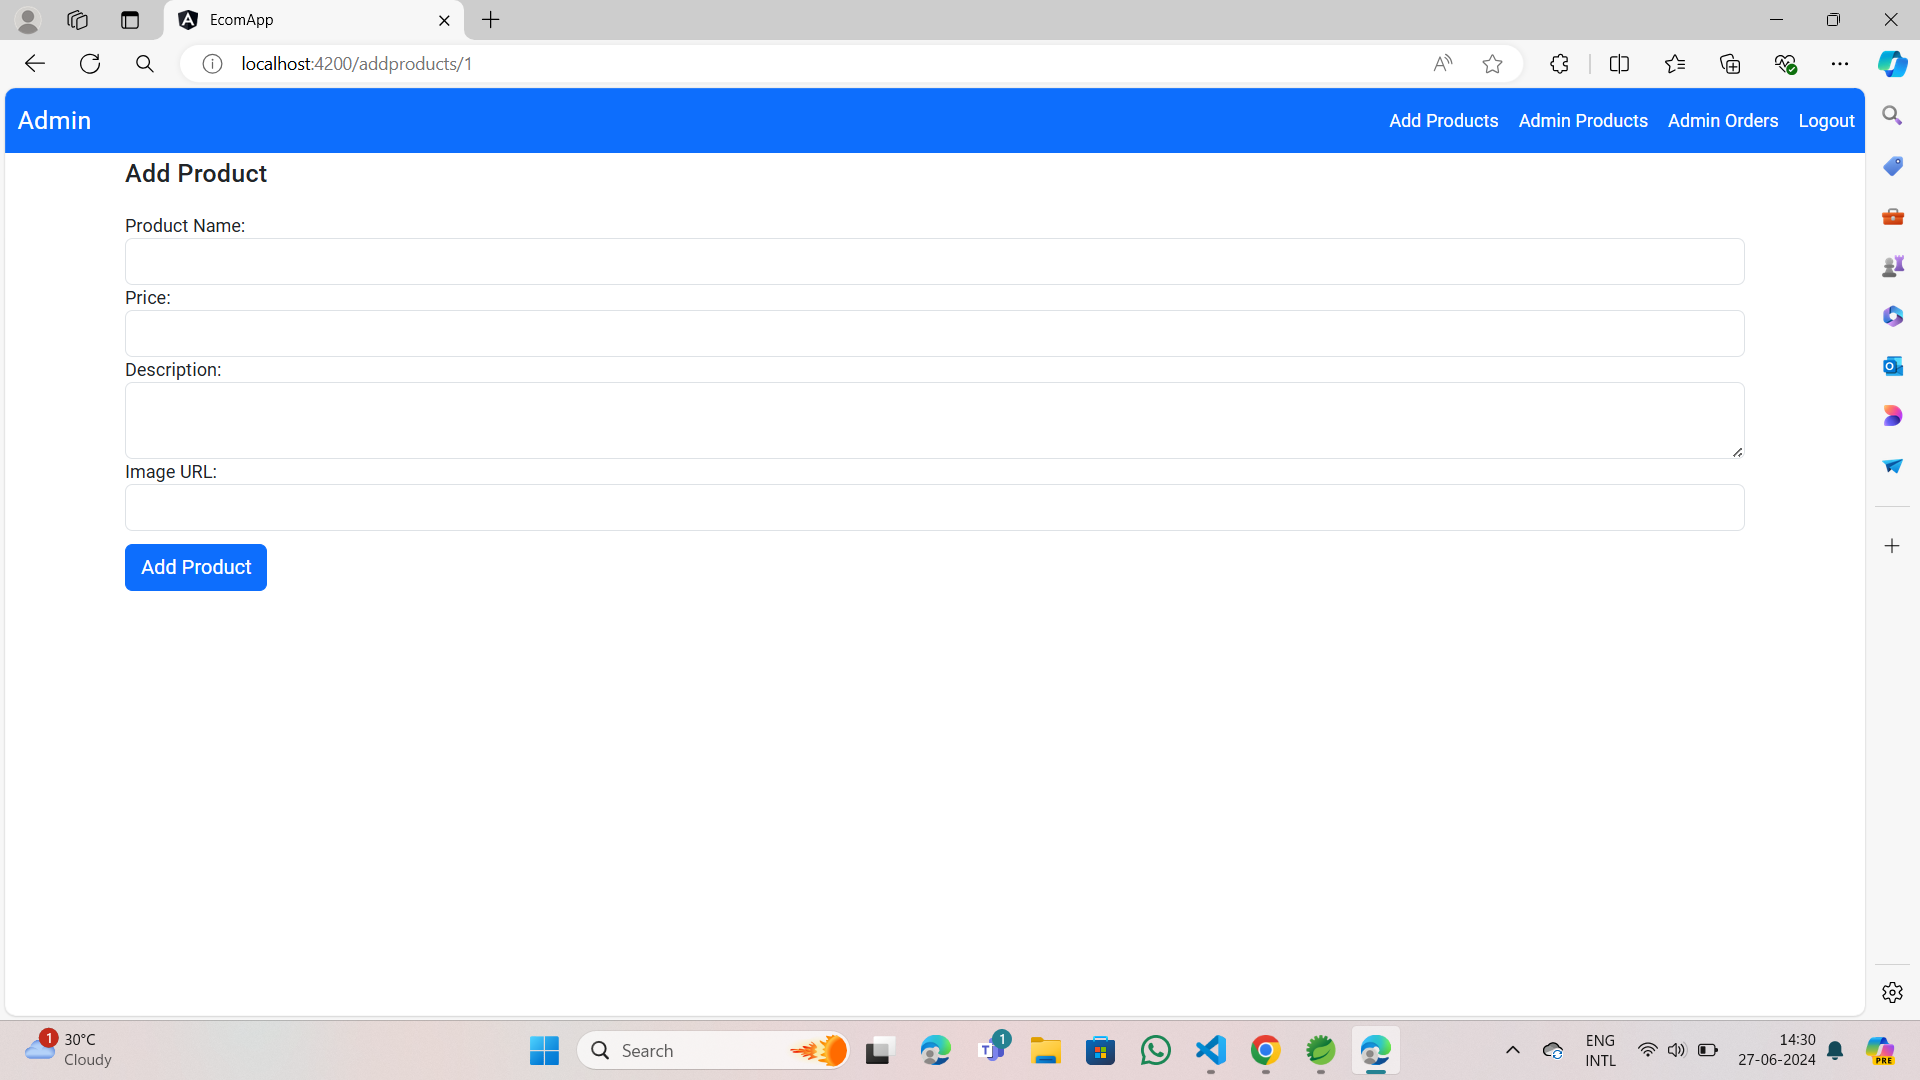 EcomApp
localhost:4200/addproducts/1
Admin
Add Products
Admin Products
Admin Orders
Logout
Add Product
Product Name:
Price:
Description:
Image URL:
Add Product
1
30°C
Cloudy
Search
1
ENG
INTL
14:30
27-06-2024
PRE